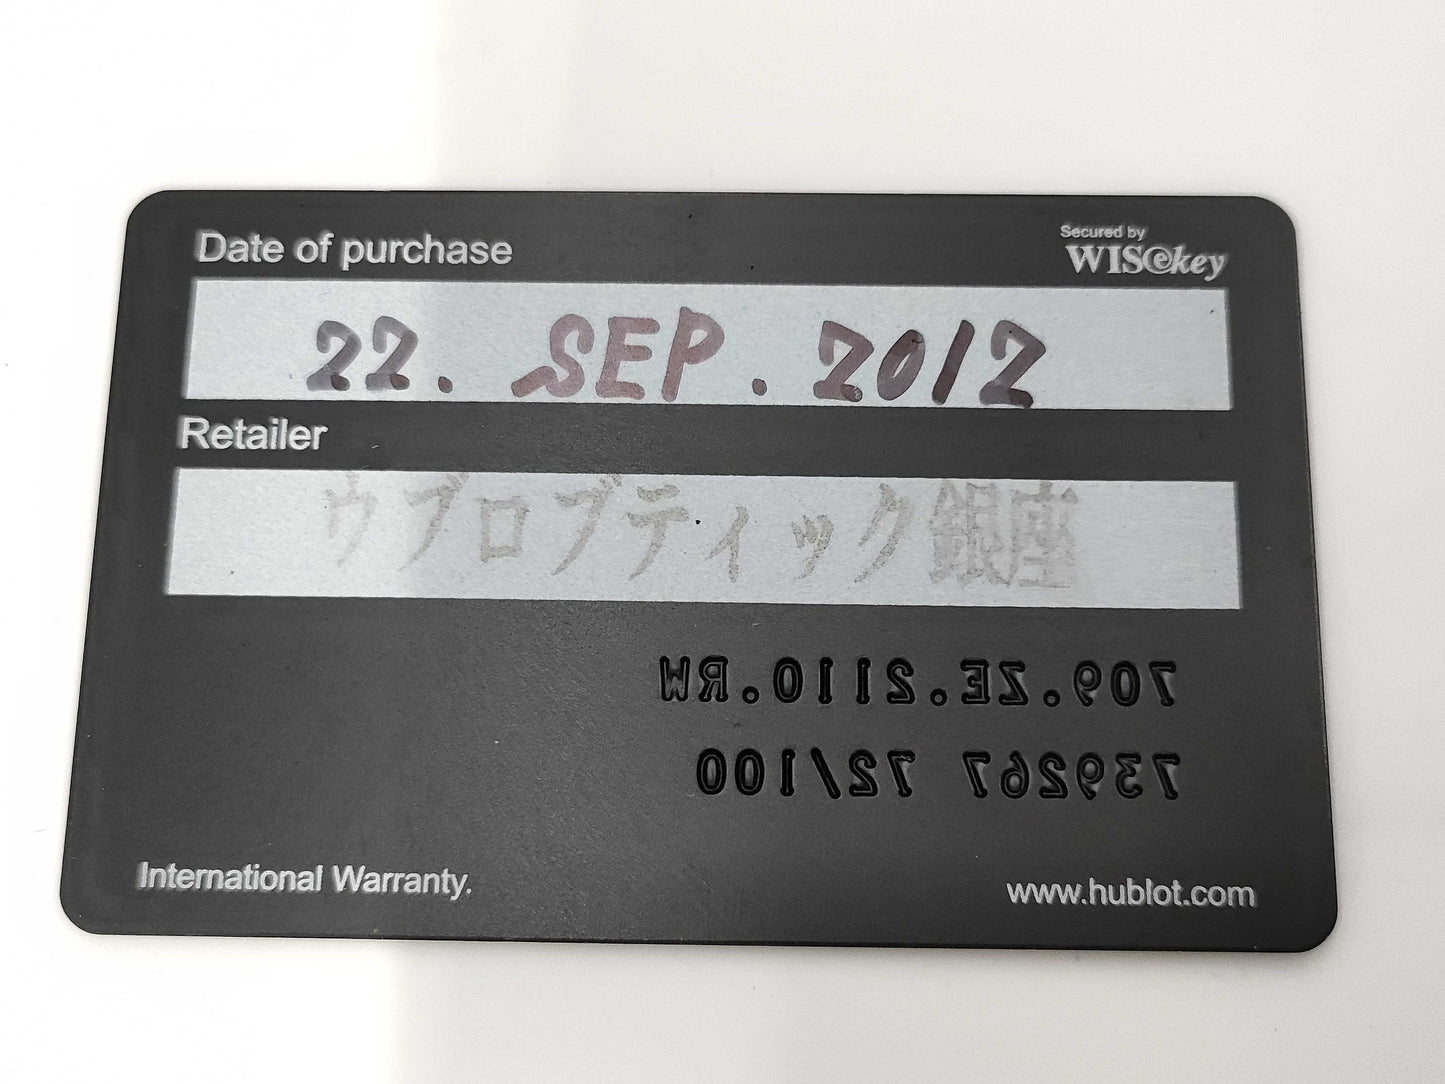 Date of purchase
Secured by
WISekey
22. SEP. 2012
Retailer
ウブロブティック銀座
709.ZE.2110.RW
739267 72/100
International Warranty.
www.hublot.com